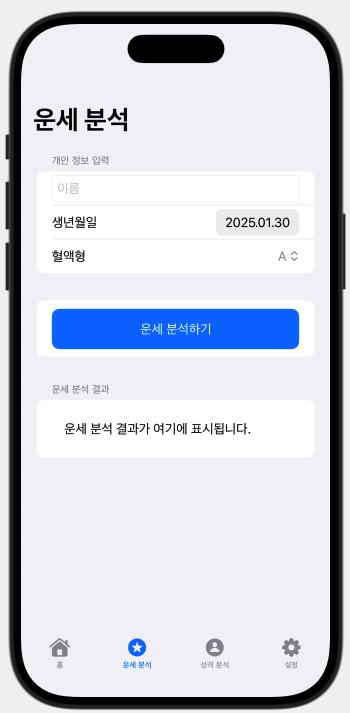 운세 분석
개인 정보 입력
이름
생년월일 2025.01.30
혈액형 A
운세 분석하기
운세 분석 결과
운세 분석 결과가 여기에 표시됩니다.
홈 운세 분석 성격 분석 설정